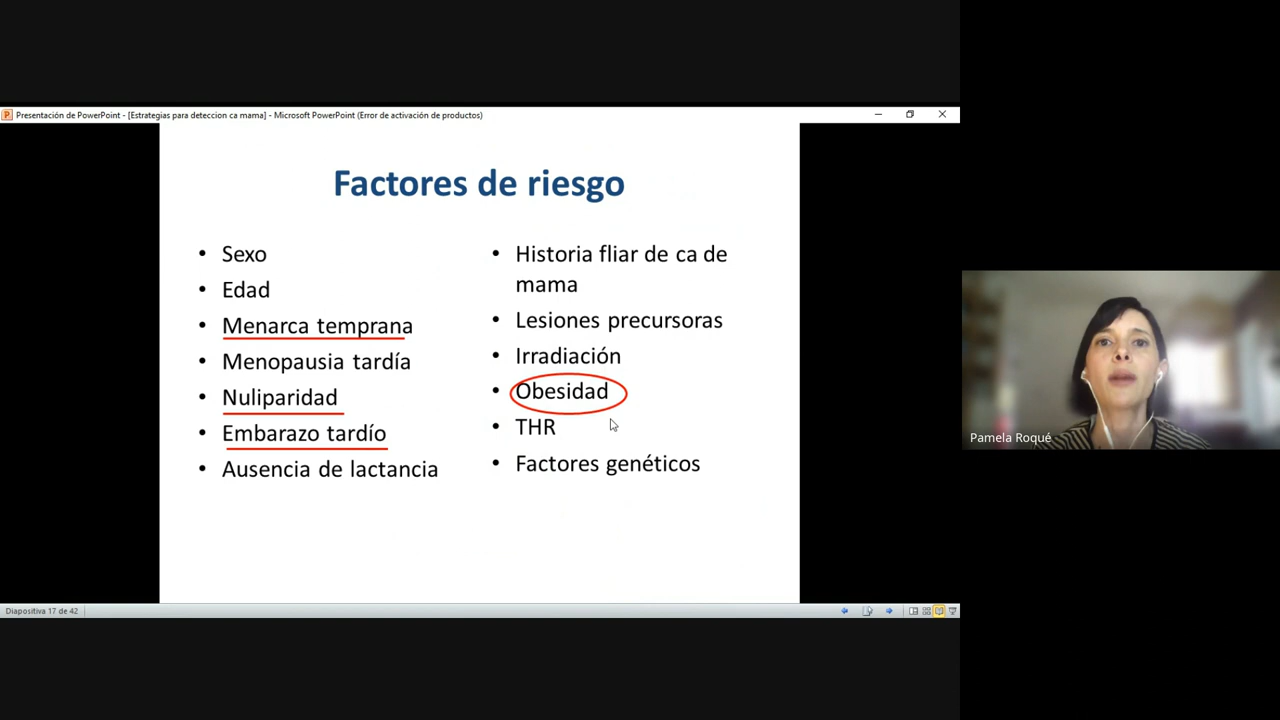 Presentación de PowerPoint - [Estrategias para deteccion ca mama] - Microsoft PowerPoint (Error de activación de productos)
Factores de riesgo
• Sexo
• Edad
• Menarca temprana
• Menopausia tardía
• Nuliparidad
• Embarazo tardío
• Ausencia de lactancia
• Historia fliar de ca de
mama
• Lesiones precursoras
• Irradiación
• Obesidad
• THR
• Factores genéticos
Diapositiva 17 de 42
Pamela Roqué